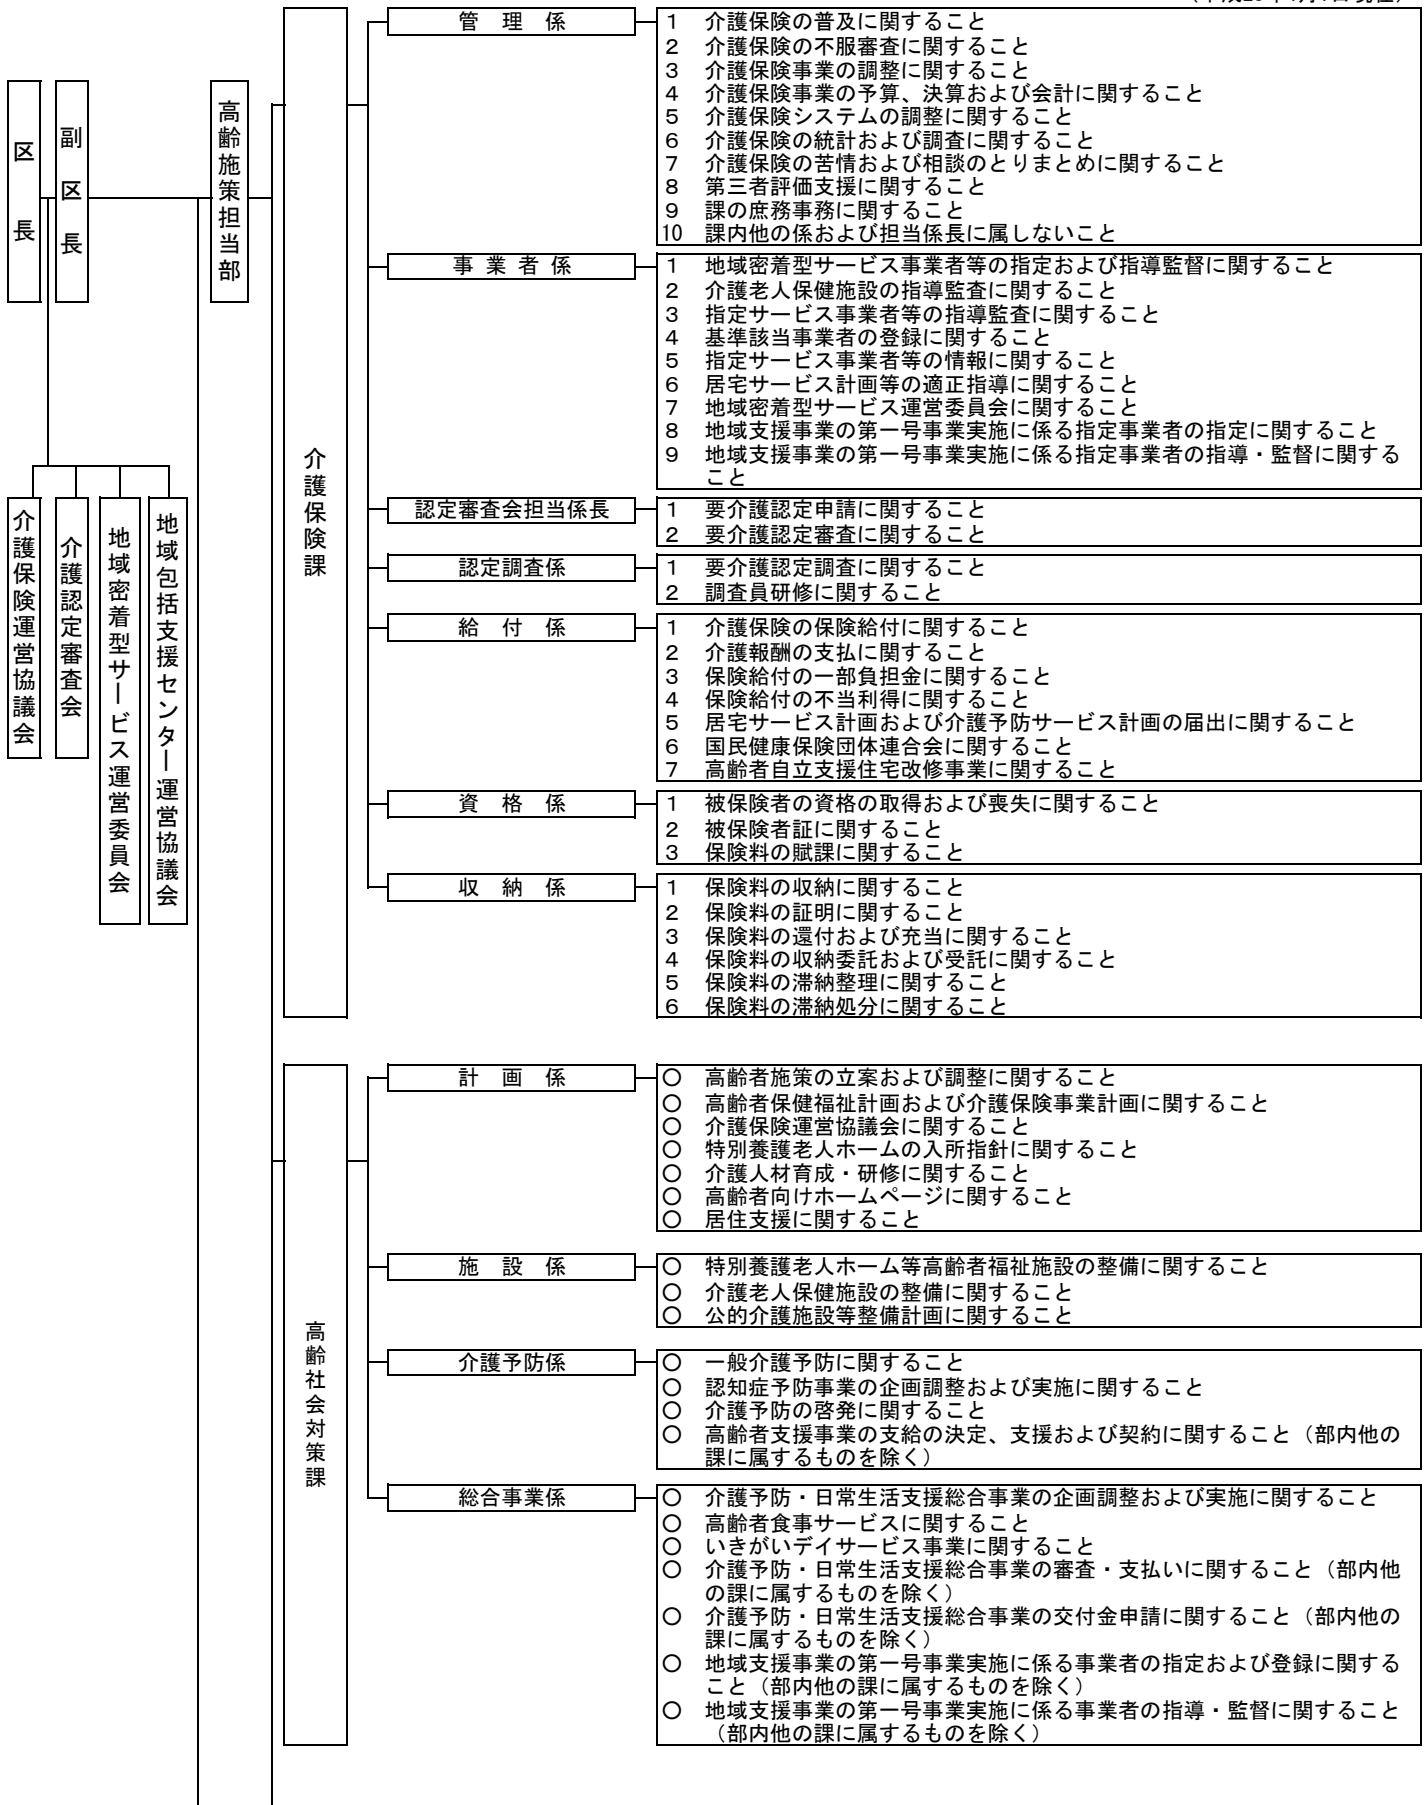 区長
副区長
高齢施策担当部
介護保険運営協議会
介護認定審査会
地域密着型サービス運営委員会
地域包括支援センター運営協議会
介護保険課
管　理　係
1　介護保険の普及に関すること
2　介護保険の不服審査に関すること
3　介護保険事業の調整に関すること
4　介護保険事業の予算、決算および会計に関すること
5　介護保険システムの調整に関すること
6　介護保険の統計および調査に関すること
7　介護保険の苦情および相談のとりまとめに関すること
8　第三者評価支援に関すること
9　課の庶務事務に関すること
10　課内他の係および担当係長に属しないこと
事 業 者 係
1　地域密着型サービス事業者等の指定および指導監督に関すること
2　介護老人保健施設の指導監査に関すること
3　指定サービス事業者等の指導監査に関すること
4　基準該当事業者の登録に関すること
5　指定サービス事業者等の情報に関すること
6　居宅サービス計画等の適正指導に関すること
7　地域密着型サービス運営委員会に関すること
8　地域支援事業の第一号事業実施に係る指定事業者の指定に関すること
9　地域支援事業の第一号事業実施に係る指定事業者の指導・監督に関する
こと
認定審査会担当係長
1　要介護認定申請に関すること
2　要介護認定審査に関すること
認定調査係
1　要介護認定調査に関すること
2　調査員研修に関すること
給　付　係
1　介護保険の保険給付に関すること
2　介護報酬の支払に関すること
3　保険給付の一部負担金に関すること
4　保険給付の不当利得に関すること
5　居宅サービス計画および介護予防サービス計画の届出に関すること
6　国民健康保険団体連合会に関すること
7　高齢者自立支援住宅改修事業に関すること
資　格　係
1　被保険者の資格の取得および喪失に関すること
2　被保険者証に関すること
3　保険料の賦課に関すること
収　納　係
1　保険料の収納に関すること
2　保険料の証明に関すること
3　保険料の還付および充当に関すること
4　保険料の収納委託および受託に関すること
5　保険料の滞納整理に関すること
6　保険料の滞納処分に関すること
高齢社会対策課
計　画　係
○　高齢者施策の立案および調整に関すること
○　高齢者保健福祉計画および介護保険事業計画に関すること
○　介護保険運営協議会に関すること
○　特別養護老人ホームの入所指針に関すること
○　介護人材育成・研修に関すること
○　高齢者向けホームページに関すること
○　居住支援に関すること
施　設　係
○　特別養護老人ホーム等高齢者福祉施設の整備に関すること
○　介護老人保健施設の整備に関すること
○　公的介護施設等整備計画に関すること
介護予防係
○　一般介護予防に関すること
○　認知症予防事業の企画調整および実施に関すること
○　介護予防の啓発に関すること
○　高齢者支援事業の支給の決定、支援および契約に関すること（部内他の
課に属するものを除く）
総合事業係
○　介護予防・日常生活支援総合事業の企画調整および実施に関すること
○　高齢者食事サービスに関すること
○　いきがいデイサービス事業に関すること
○　介護予防・日常生活支援総合事業の審査・支払いに関すること（部内他
の課に属するものを除く）
○　介護予防・日常生活支援総合事業の交付金申請に関すること（部内他の
課に属するものを除く）
○　地域支援事業の第一号事業実施に係る事業者の指定および登録に関する
こと（部内他の課に属するものを除く）
○　地域支援事業の第一号事業実施に係る事業者の指導・監督に関すること
（部内他の課に属するものを除く）